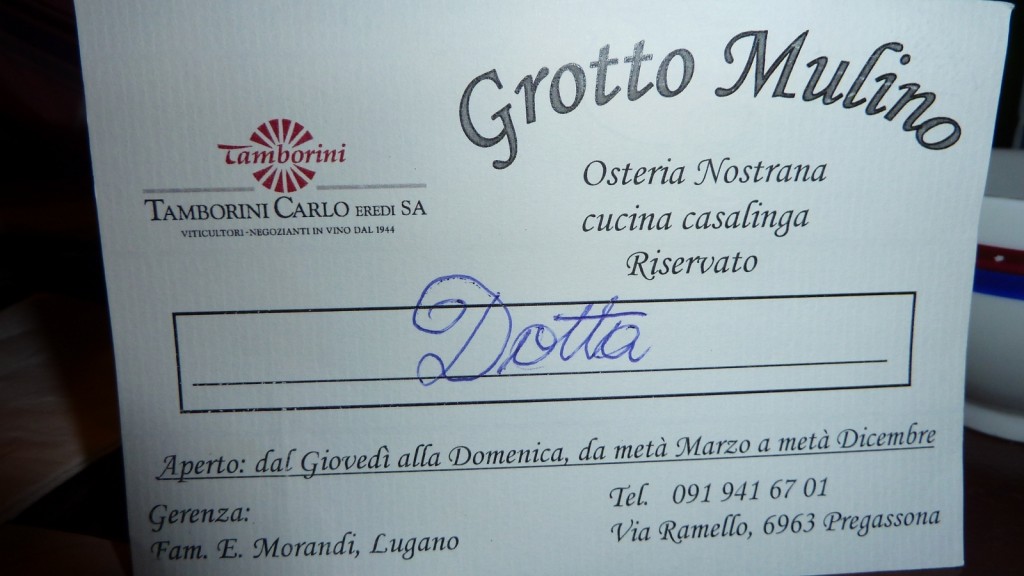 Grotto Mulino
Tamborini
TAMBORINI CARLO EREDI SA
VITICULTORI-NEGOZIANTI IN VINO DAL 1944
Osteria Nostrana
cucina casalinga
Riservato
Dotta
Aperto: dal Giovedì alla Domenica, da metà Marzo a metà Dicembre
Gerenza:
Fam. E. Morandi, Lugano
Tel. 091 941 67 01
Via Ramello, 6963 Pregassona